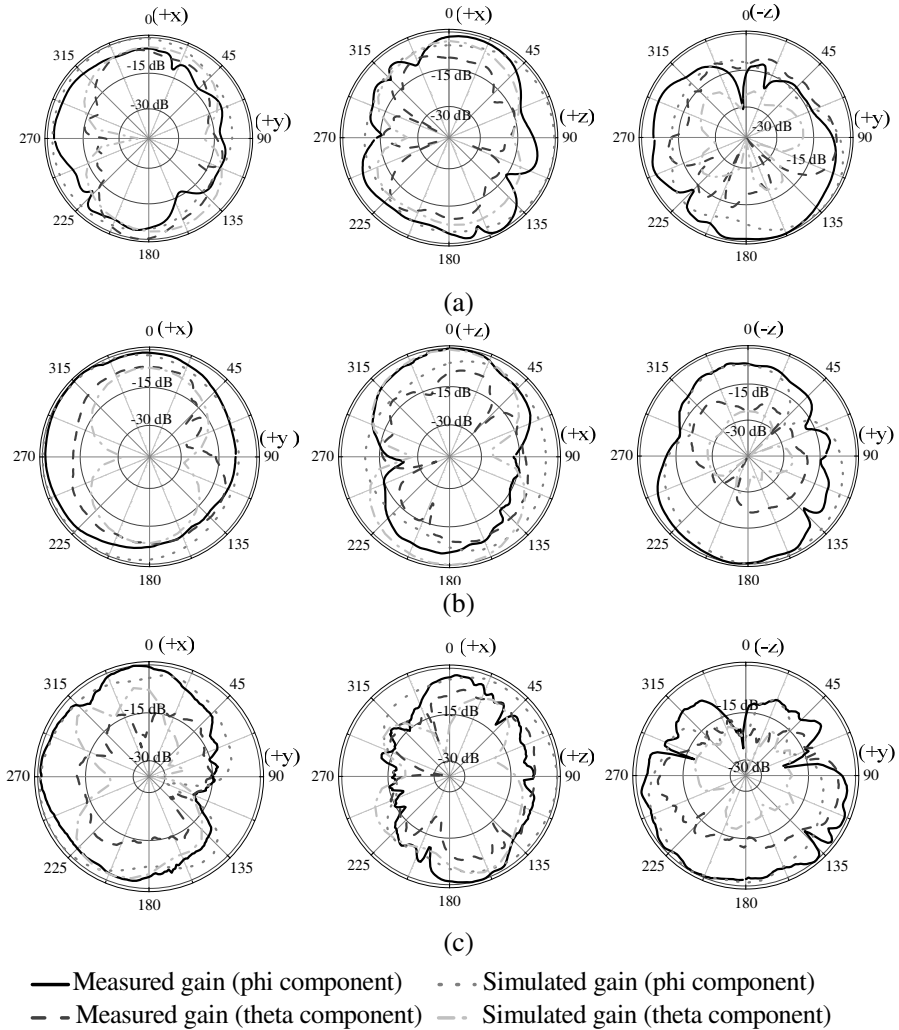 0 (+x) 0 (+x) 0 (-z)
315 45 315 45 315 45
-15 dB -15 dB
-30 dB -30 dB -30 dB
270 (+y) 90 270 (+z) 90 270 (+y) 90
-15 dB
225 135 225 135 225 135
180 180 180
(a)
0 (+x) 0 (+z) 0 (-z)
315 45 315 45 315 45
-15 dB -15 dB -15 dB
-30 dB -30 dB -30 dB
270 (+y) 90 270 (+x) 90 270 (+y) 90
225 135 225 135 225 135
180 180 180
(b)
0 (+x) 0 (+x) 0 (-z)
315 45 315 45 315 45
-15 dB -15 dB -15 dB
-30 dB -30 dB -30 dB
270 (+y) 90 270 (+z) 90 270 (+y) 90
225 135 225 135 225 135
180 180 180
(c)
Measured gain (phi component) Simulated gain (phi component)
Measured gain (theta component) Simulated gain (theta component)